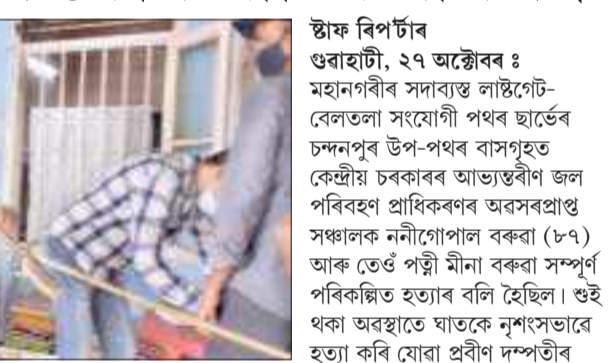 ষ্টাফ ৰিপৰ্টাৰ
গুৱাহাটী, ২৭ অক্টোবৰ ঃ
মহানগৰীৰ সদাব্যস্ত লাষ্টগেট-
বেলতলা সংযোগী পথৰ ছাৰ্ভেৰ
চন্দনপুৰ উপ-পথৰ বাসগৃহত
কেন্দ্ৰীয় চৰকাৰৰ আভ্যন্তৰীণ জল
পৰিবহণ প্ৰাধিকৰণৰ অৱসৰপ্ৰাপ্ত
সঞ্চালক ননীগোপাল বৰুৱা (৮৭)
আৰু তেওঁ পত্নী মীনা বৰুৱা সম্পূৰ্ণ
পৰিকল্পিত হত্যাৰ বলি হৈছিল। শুই
থকা অৱস্থাতে ঘাতকে নৃশংসভাৱে
হত্যা কৰি যোৱা প্ৰবীণ দম্পতীৰ